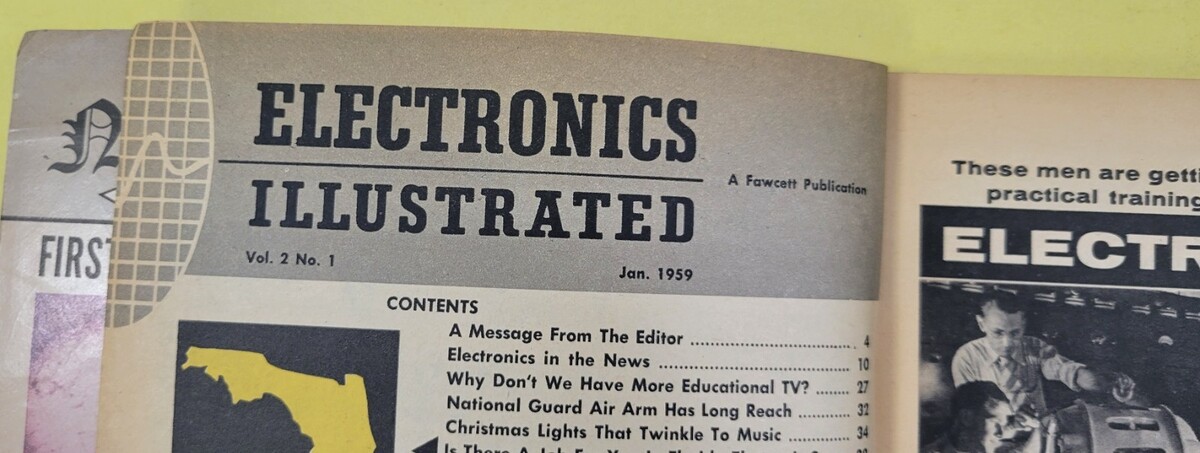 FIRST
ELECTRONICS
ILLUSTRATED
A Fawcett Publication
Vol. 2 No. 1
Jan. 1959
CONTENTS
A Message From The Editor ........................................ 4
Electronics in the News ................................................ 10
Why Don't We Have More Educational TV? ........ 27
National Guard Air Arm Has Long Reach ............ 32
Christmas Lights That Twinkle To Music .............. 34
These men are getti
practical training
ELECTR